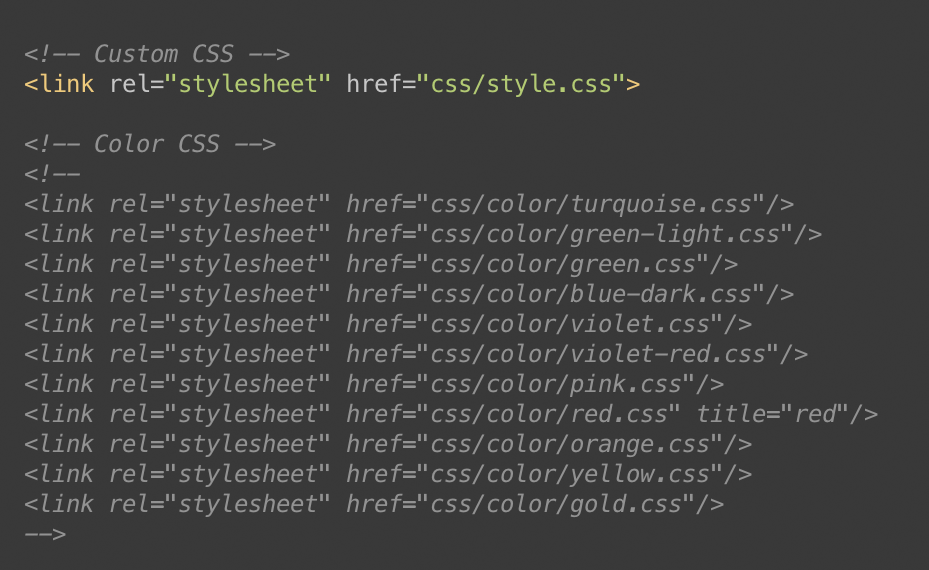 <!-- Custom CSS -->
<link rel="stylesheet" href="css/style.css">
<!-- Color CSS -->
<!--
<link rel="stylesheet" href="css/color/turquoise.css"/>
<link rel="stylesheet" href="css/color/green-light.css"/>
<link rel="stylesheet" href="css/color/green.css"/>
<link rel="stylesheet" href="css/color/blue-dark.css"/>
<link rel="stylesheet" href="css/color/violet.css"/>
<link rel="stylesheet" href="css/color/violet-red.css"/>
<link rel="stylesheet" href="css/color/pink.css"/>
<link rel="stylesheet" href="css/color/red.css" title="red"/>
<link rel="stylesheet" href="css/color/orange.css"/>
<link rel="stylesheet" href="css/color/yellow.css"/>
<link rel="stylesheet" href="css/color/gold.css"/>
-->